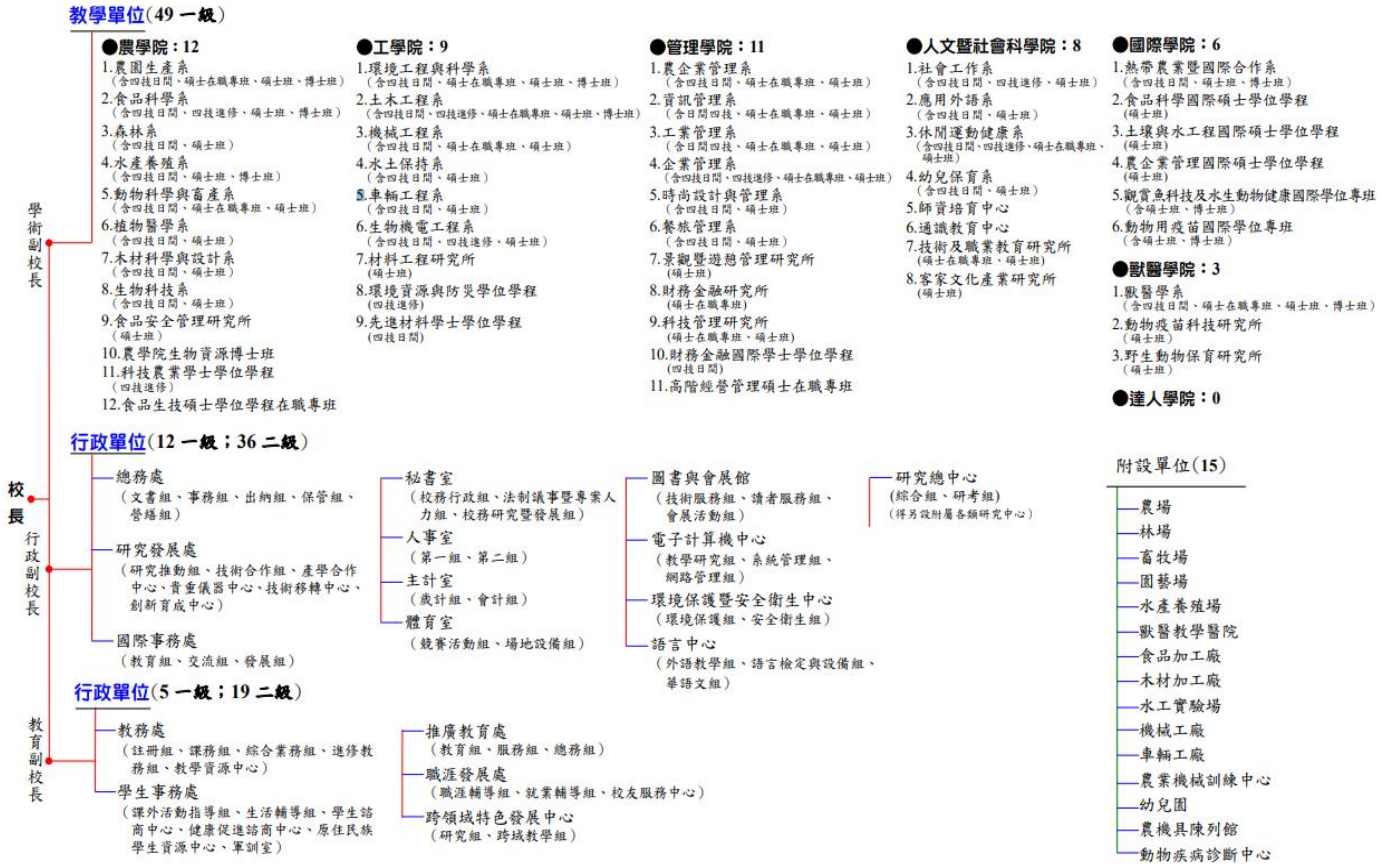 教學單位(49 一級)
●農學院：12
1.農園生產系
(含四技日間、碩士在職專班、碩士班、博士班)
2.食品科學系
(含四技日間、四技進修、碩士班、博士班)
3.森林系
(含四技日間、碩士班)
4.水產養殖系
(含四技日間、碩士班、博士班)
5.動物科學與畜產系
(含四技日間、碩士在職專班、碩士班)
6.植物醫學系
(含四技日間、碩士班)
7.木材科學與設計系
(含四技日間、碩士班)
8.生物科技系
(含四技日間、碩士班)
9.食品安全管理研究所
(碩士班)
10.農學院生物資源博士班
11.科技農業學士學位學程
(四技進修)
12.食品生技碩士學位學程在職專班
●工學院：9
1.環境工程與科學系
(含四技日間、碩士在職專班、碩士班、博士班)
2.土木工程系
(含四技日間、四技進修、碩士在職專班、碩士班、博士班)
3.機械工程系
(含四技日間、碩士在職專班、碩士班)
4.水土保持系
(含四技日間、碩士班)
5.車輛工程系
(含四技日間、碩士班)
6.生物機電工程系
(含四技日間、四技進修、碩士班)
7.材料工程研究所
(碩士班)
8.環境資源與防災學位學程
(四技進修)
9.先進材料學士學位學程
(四技日間)
●管理學院：11
1.農企業管理系
(含四技日間、碩士在職專班、碩士班)
2.資訊管理系
(含日間四技、碩士在職專班、碩士班)
3.工業管理系
(含日間四技、碩士在職專班、碩士班)
4.企業管理系
(含四技日間、四技進修、碩士在職專班、碩士班)
5.時尚設計與管理系
(含四技日間、碩士班)
6.餐旅管理系
(含四技日間、碩士班)
7.景觀暨遊憩管理研究所
(碩士班)
8.財務金融研究所
(碩士在職專班)
9.科技管理研究所
(碩士在職專班、碩士班)
10.財務金融國際學士學位學程
(四技日間)
11.高階經營管理碩士在職專班
●人文暨社會科學院：8
1.社會工作系
(含四技日間、四技進修、碩士班)
2.應用外語系
(含四技日間、碩士班)
3.休閒運動健康系
(含四技日間、四技進修、碩士在職專班、
碩士班)
4.幼兒保育系
(含四技日間、碩士班)
5.師資培育中心
6.通識教育中心
7.技術及職業教育研究所
(碩士在職專班、碩士班)
8.客家文化產業研究所
(碩士班)
●國際學院：6
1.熱帶農業暨國際合作系
(含四技日間、碩士班、博士班)
2.食品科學國際碩士學位學程
(碩士班)
3.土壤與水工程國際碩士學位學程
(碩士班)
4.農企業管理國際碩士學位學程
(碩士班)
5.觀賞魚科技及水生動物健康國際學位專班
(含碩士班、博士班)
6.動物用疫苗國際學位專班
(含碩士班、博士班)
●獸醫學院：3
1.獸醫學系
(含四技日間、碩士在職專班、碩士班、博士班)
2.動物疫苗科技研究所
(碩士班)
3.野生動物保育研究所
(碩士班)
●達人學院：0
學術副校長
校長
行政副校長
教育副校長
行政單位(12 一級；36 二級)
總務處
(文書組、事務組、出納組、保管組、
營繕組)
研究發展處
(研究推動組、技術合作組、產學合作
中心、貴重儀器中心、技術移轉中心、
創新育成中心)
國際事務處
(教育組、交流組、發展組)
秘書室
(校務行政組、法制議事暨專案人
力組、校務研究暨發展組)
人事室
(第一組、第二組)
主計室
(歲計組、會計組)
體育室
(競賽活動組、場地設備組)
圖書與會展館
(技術服務組、讀者服務組、
會展活動組)
電子計算機中心
(教學研究組、系統管理組、
網路管理組)
環境保護暨安全衛生中心
(環境保護組、安全衛生組)
語言中心
(外語教學組、語言檢定與設備組、
華語文組)
研究總中心
(綜合組、研考組)
(得另設附屬各類研究中心)
行政單位(5 一級；19 二級)
教務處
(註冊組、課務組、綜合業務組、進修教
務組、教學資源中心)
學生事務處
(課外活動指導組、生活輔導組、學生諮
商中心、健康促進諮商中心、原住民族
學生資源中心、軍訓室)
推廣教育處
(教育組、服務組、總務組)
職涯發展處
(職涯輔導組、就業輔導組、校友服務中心)
跨領域特色發展中心
(研究組、跨域教學組)
附設單位(15)
農場
林場
畜牧場
園藝場
水產養殖場
獸醫教學醫院
食品加工廠
木材加工廠
水工實驗場
機械工廠
車輛工廠
農業機械訓練中心
幼兒園
農機具陳列館
動物疾病診斷中心